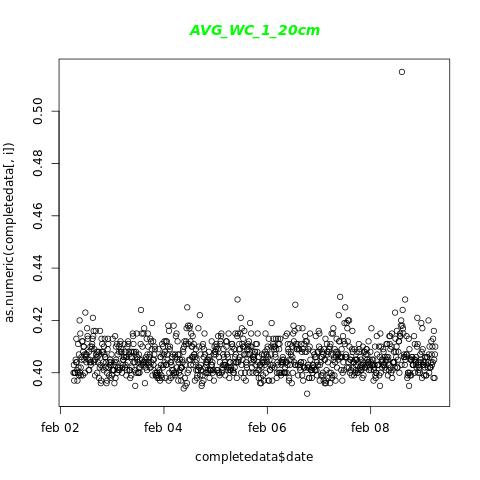 AVG_WC_1_20cm
as.numeric(completedata[, i])
0.50
0.48
0.46
0.44
0.42
0.40
feb 02
feb 04
feb 06
feb 08
completedata$date